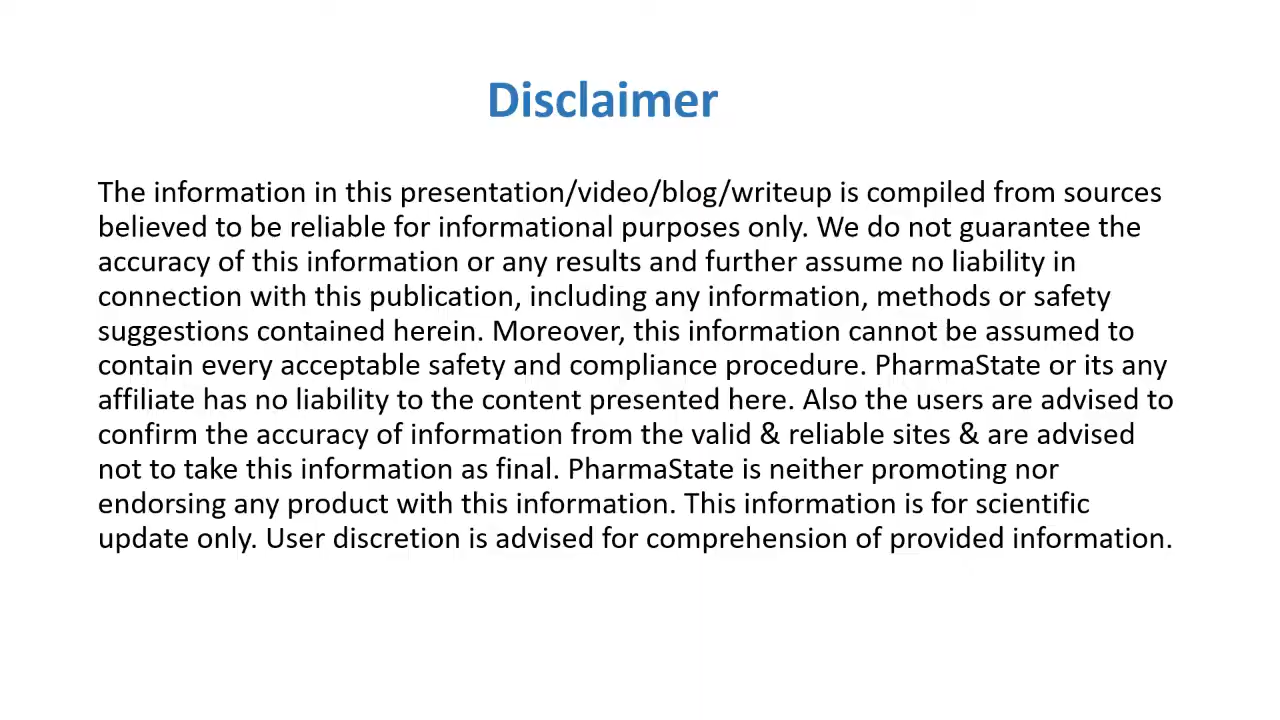 Disclaimer
The information in this presentation/video/blog/writeup is compiled from sources
believed to be reliable for informational purposes only. We do not guarantee the
accuracy of this information or any results and further assume no liability in
connection with this publication, including any information, methods or safety
suggestions contained herein. Moreover, this information cannot be assumed to
contain every acceptable safety and compliance procedure. PharmaState or its any
affiliate has no liability to the content presented here. Also the users are advised to
confirm the accuracy of information from the valid & reliable sites & are advised
not to take this information as final. PharmaState is neither promoting nor
endorsing any product with this information. This information is for scientific
update only. User discretion is advised for comprehension of provided information.